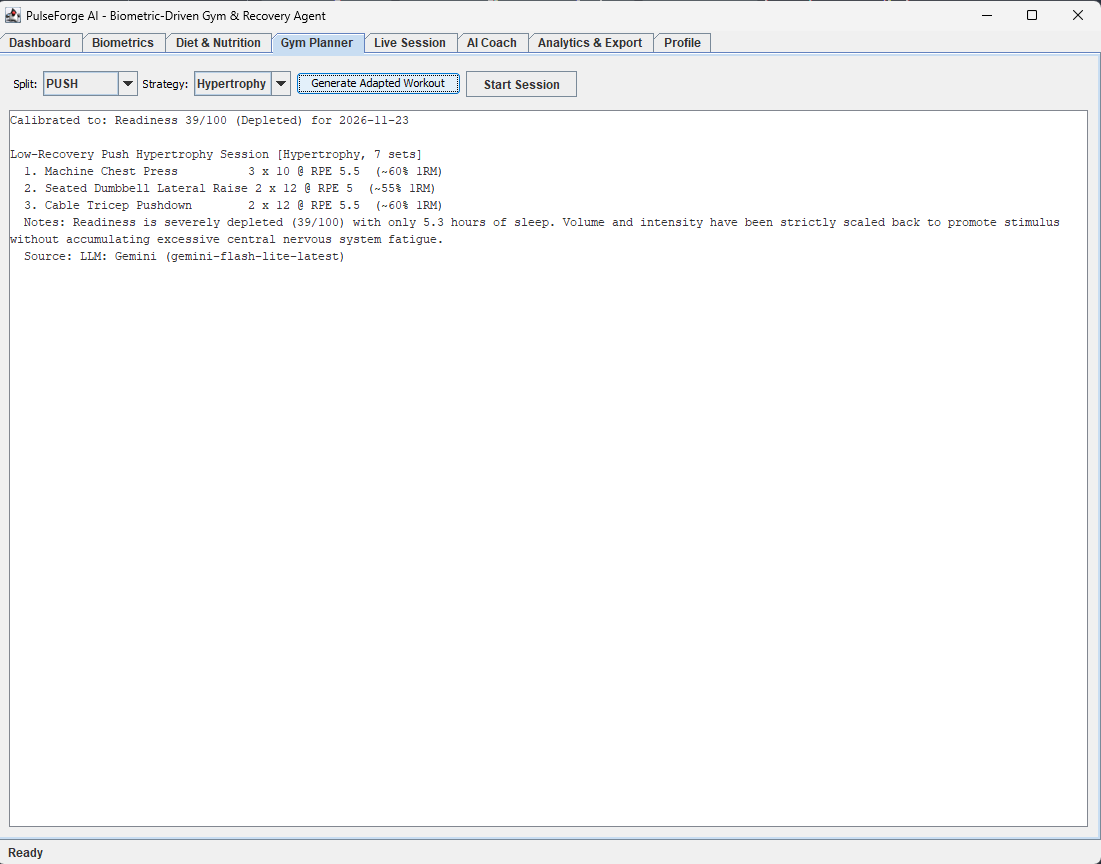 PulseForge AI - Biometric-Driven Gym & Recovery Agent
Dashboard Biometrics Diet & Nutrition Gym Planner Live Session AI Coach Analytics & Export Profile
Split: PUSH Strategy: Hypertrophy Generate Adapted Workout Start Session
Calibrated to: Readiness 39/100 (Depleted) for 2026-11-23
Low-Recovery Push Hypertrophy Session [Hypertrophy, 7 sets]
1. Machine Chest Press 3 x 10 @ RPE 5.5 (~60% 1RM)
2. Seated Dumbbell Lateral Raise 2 x 12 @ RPE 5 (~55% 1RM)
3. Cable Tricep Pushdown 2 x 12 @ RPE 5.5 (~60% 1RM)
Notes: Readiness is severely depleted (39/100) with only 5.3 hours of sleep. Volume and intensity have been strictly scaled back to promote stimulus
without accumulating excessive central nervous system fatigue.
Source: LLM: Gemini (gemini-flash-lite-latest)
Ready